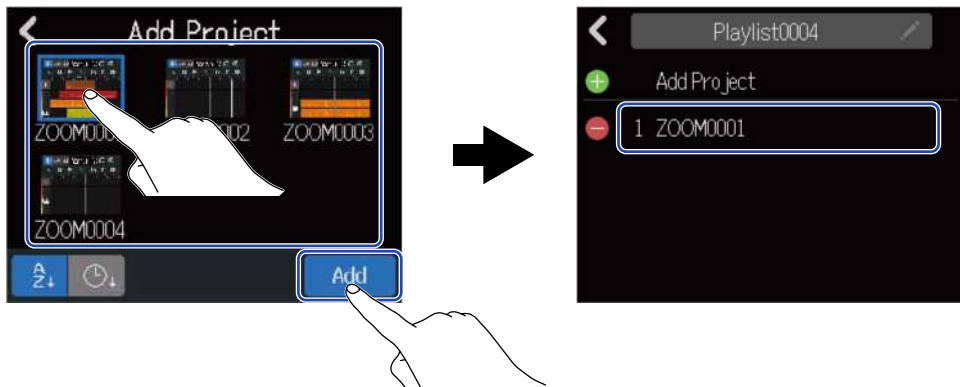 Add Project
ZOOM0003
ZOOM0004
A
Z
Add
Playlist0004
Add Project
1 ZOOM0001